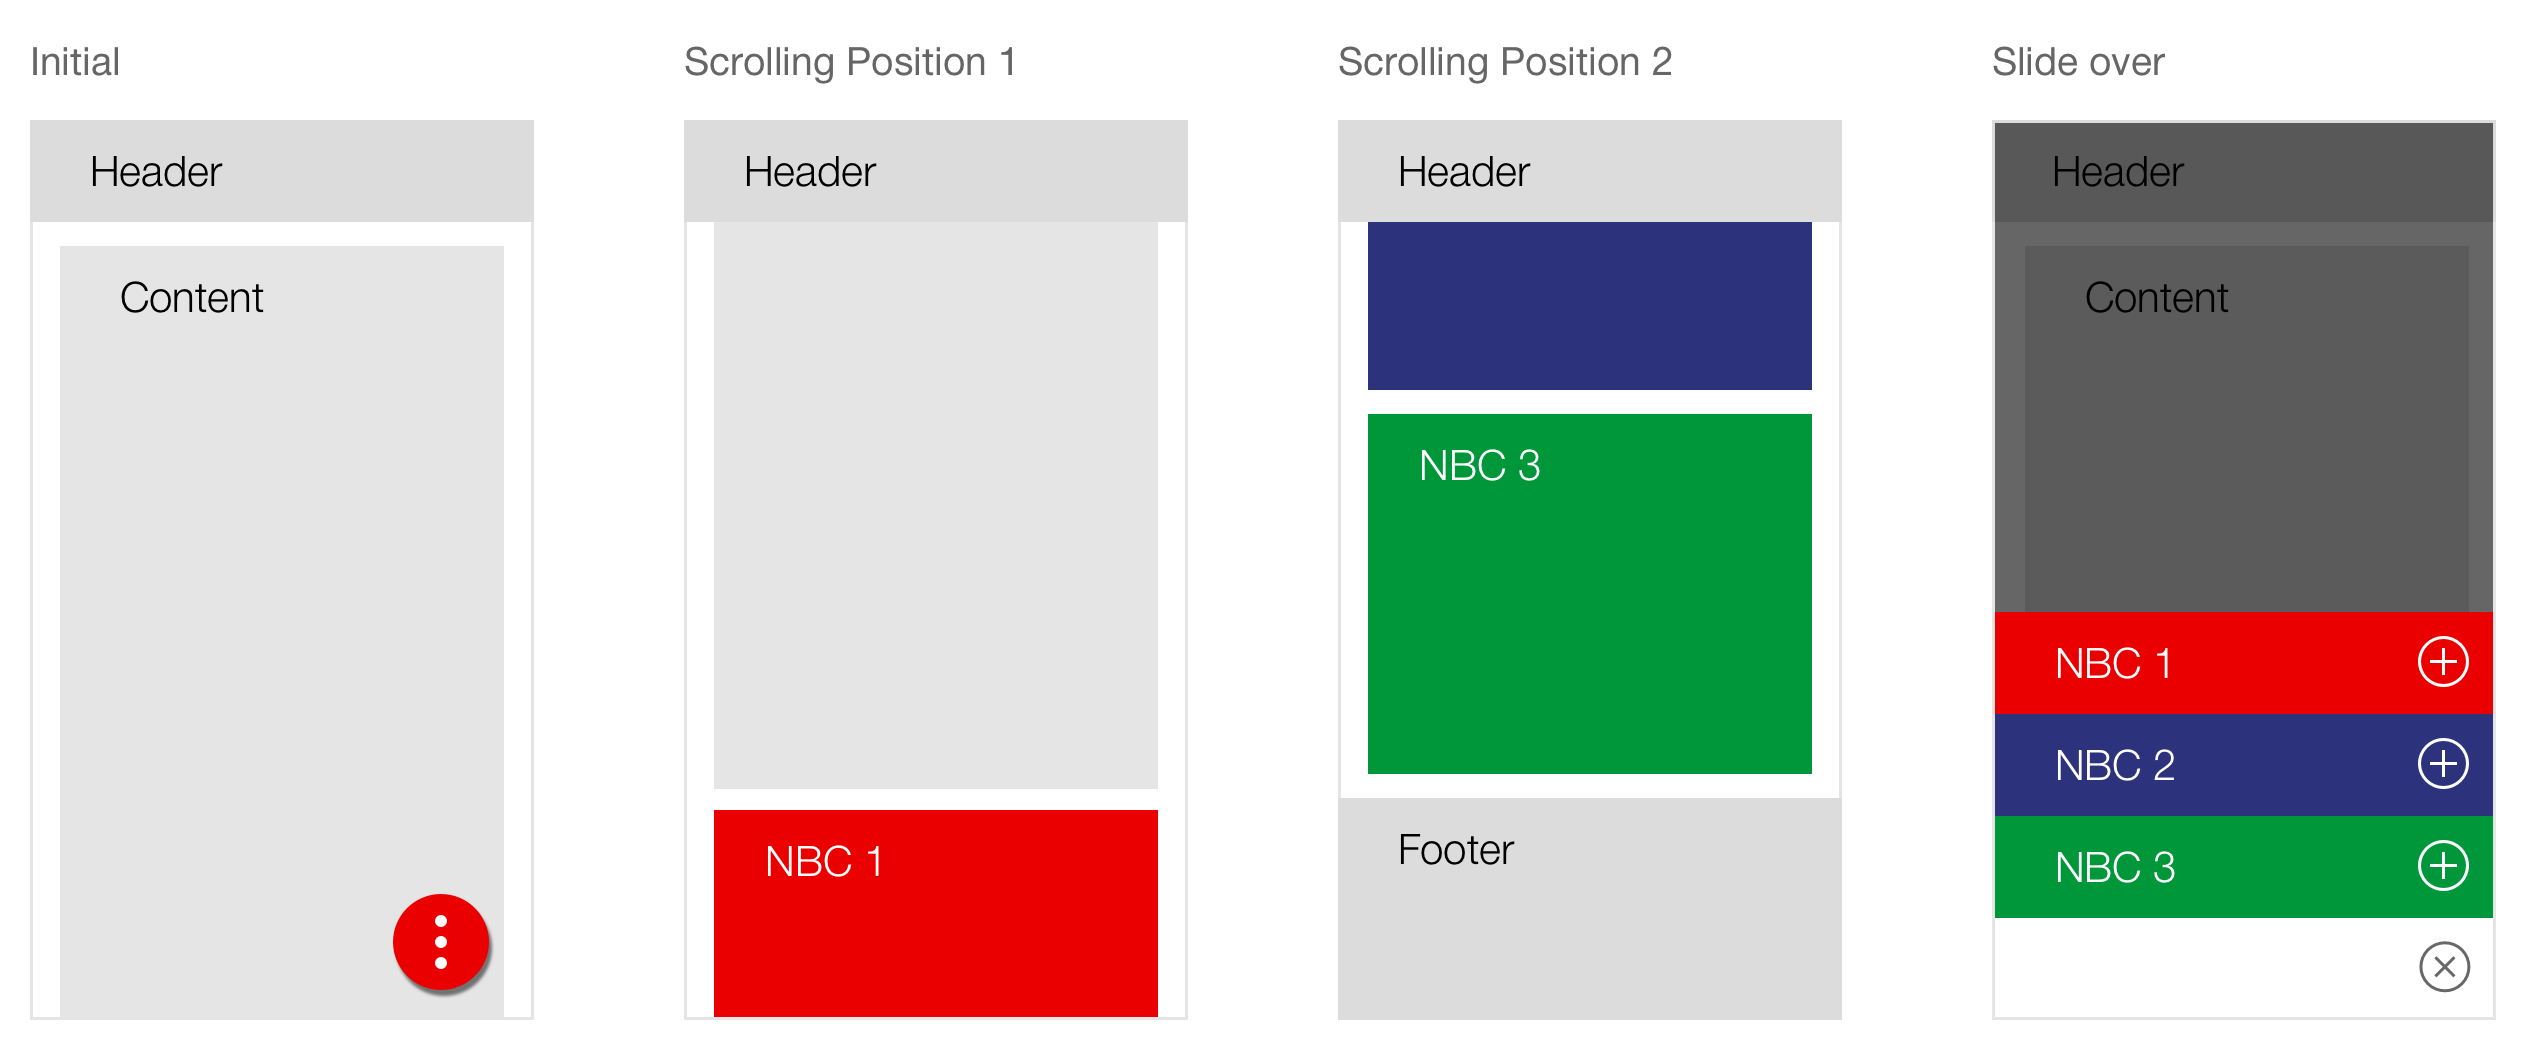 Initial
Header
Content
Scrolling Position 1
Header
NBC 1
Scrolling Position 2
Header
NBC 3
Footer
Slide over
Header
Content
NBC 1
NBC 2
NBC 3